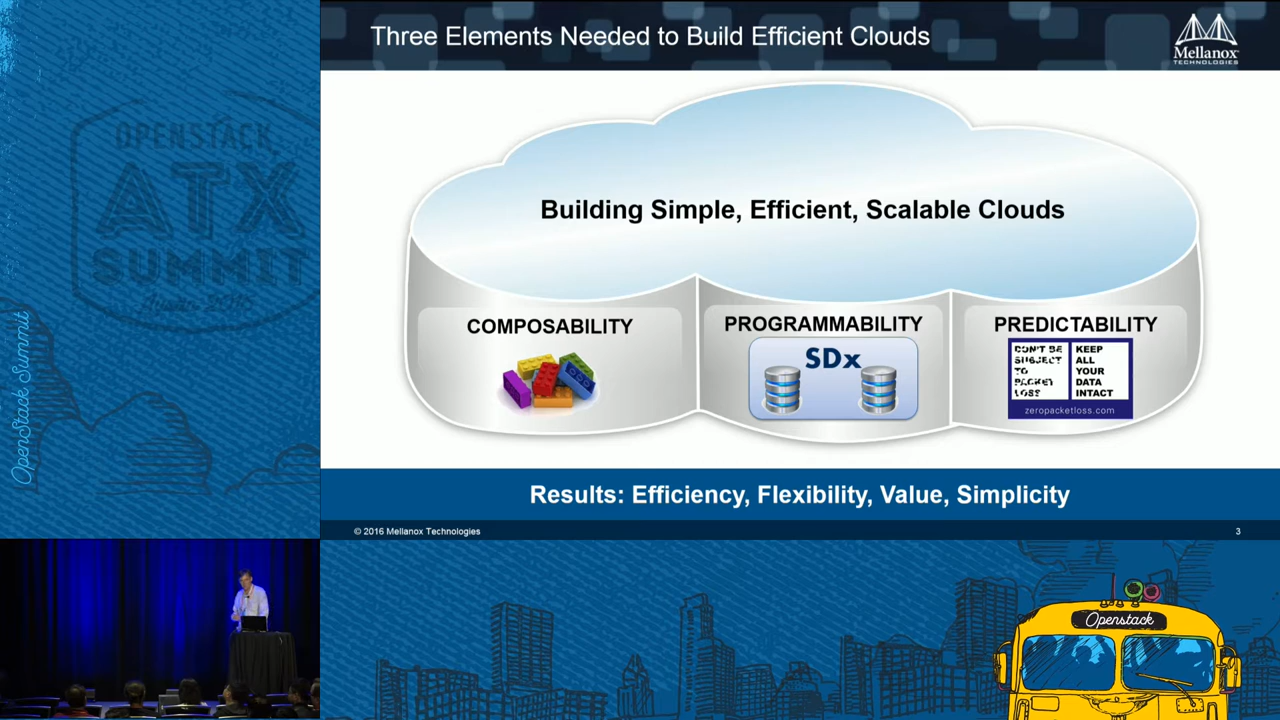 Three Elements Needed to Build Efficient Clouds
Mellanox
TECHNOLOGIES
OPENSTACK
ATX
SUMMIT
OpenStack Summit
Building Simple, Efficient, Scalable Clouds
COMPOSABILITY
PROGRAMMABILITY
SDx
PREDICTABILITY
DON'T BE
SUBJECT
TO
PACKET
LOSS
KEEP
ALL
YOUR
DATA
INTACT
zeropacketloss.com
Results: Efficiency, Flexibility, Value, Simplicity
© 2016 Mellanox Technologies
3
Openstack